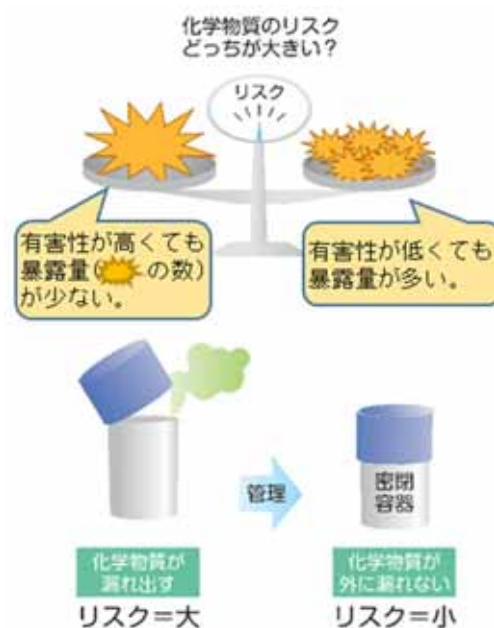 化学物質のリスク
どっちが大きい？
リスク
有害性が高くても
暴露量(の数)
が少ない。
有害性が低くても
暴露量が多い。
管理
密閉
容器
化学物質が
漏れ出す
化学物質が
外に漏れない
リスク＝大
リスク＝小